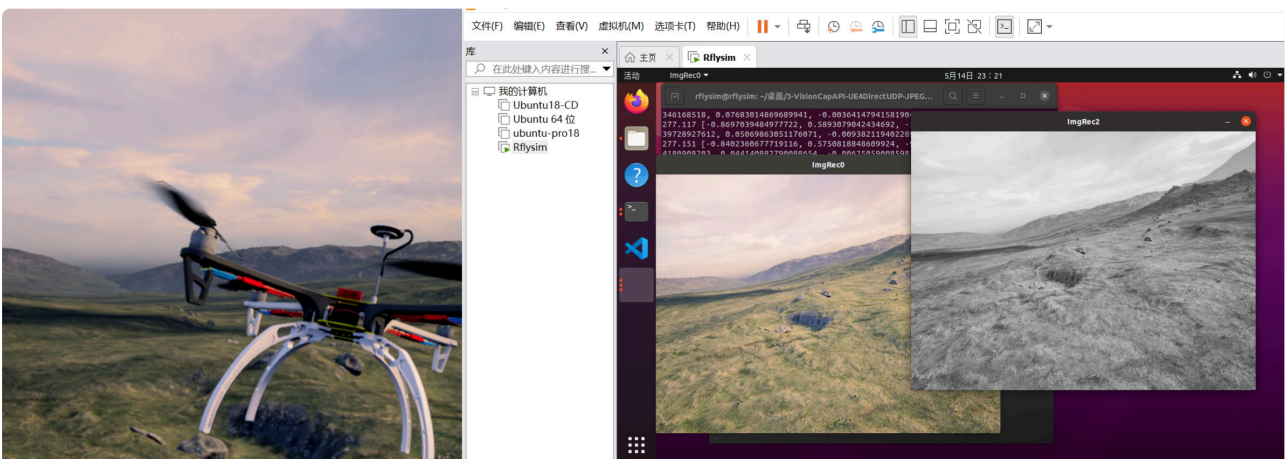 文件(F) 编辑(E) 查看(V) 虚拟机(M) 选项卡(T) 帮助(H)
库
在此处键入内容进行搜...
我的计算机
Ubuntu18-CD
Ubuntu 64 位
ubuntu-pro18
Rflysim
主页
Rflysim
活动 ImgRec0 5月14日 23：21
rflysim@rflysim: ~/桌面/3-VisionCapAPI-UE4DirectUDP-JPEG...
346168518, 0.07683014869689941, -0.0036414794158190
277.117 [-0.8697039484977722, 0.5893079042434692, -
39728927612, 0.05069863051176071, -0.00938211940228
277.151 [-0.8402360677719116, 0.5750818848609924, -
ImgRec2
ImgRec0